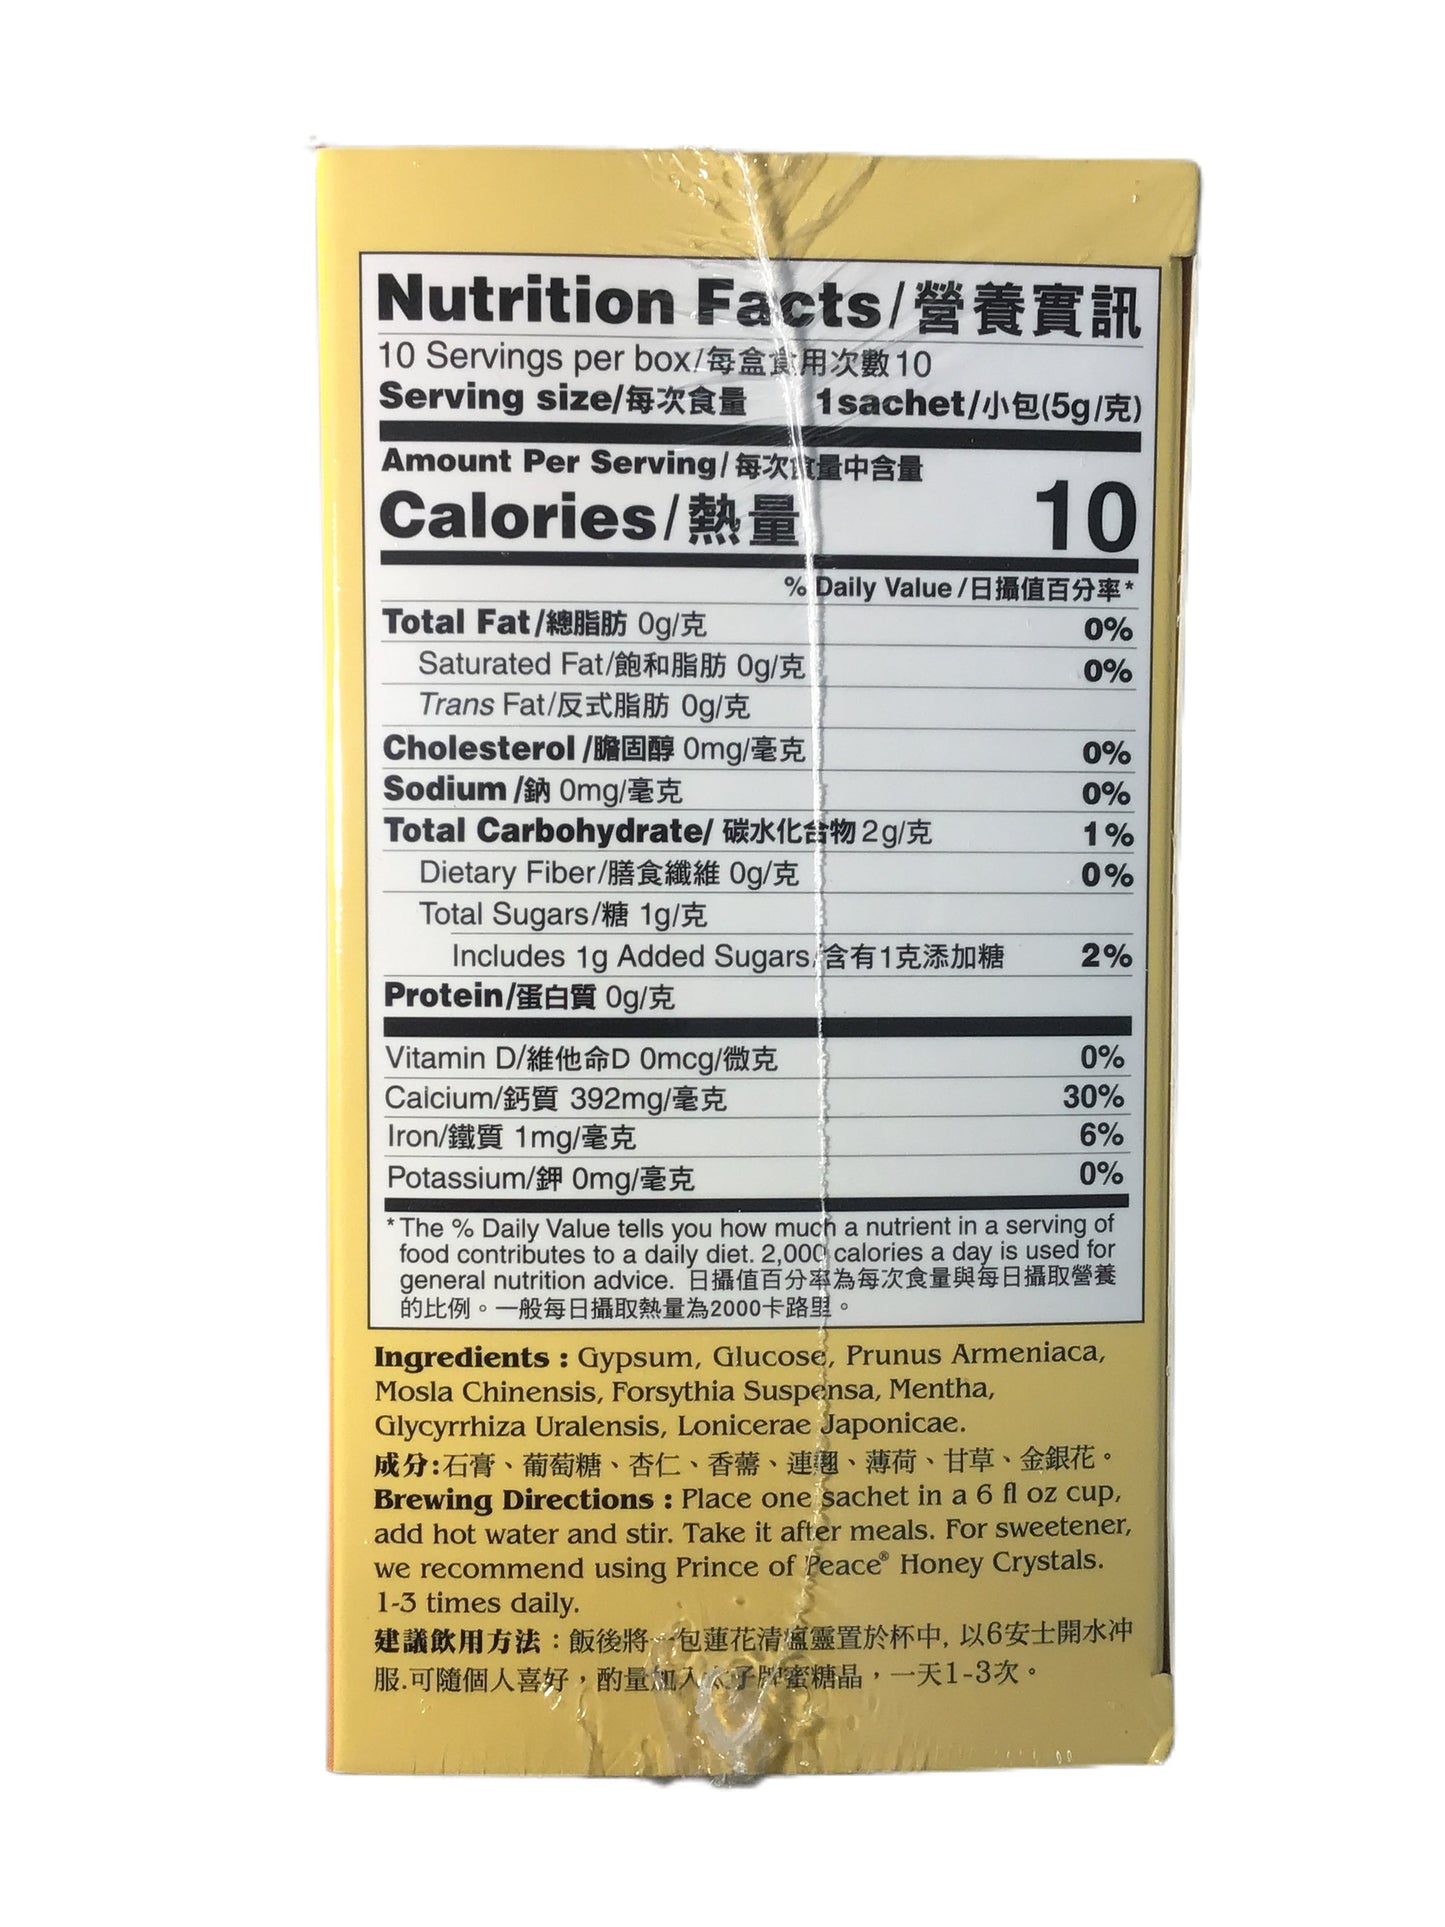 Nutrition Facts/營養實訊
10 Servings per box/每盒食用次數10
Serving size/每次食量 1sachet/小包(5g/克)
Amount Per Serving/每次食量中含量
Calories/熱量 10
% Daily Value/日攝值百分率*
Total Fat/總脂肪 0g/克 0%
Saturated Fat/飽和脂肪 0g/克 0%
Trans Fat/反式脂肪 0g/克
Cholesterol/膽固醇 0mg/毫克 0%
Sodium/鈉 0mg/毫克 0%
Total Carbohydrate/ 碳水化合物 2g/克 1%
Dietary Fiber/膳食纖維 0g/克 0%
Total Sugars/糖 1g/克
Includes 1g Added Sugars/含有1克添加糖 2%
Protein/蛋白質 0g/克
Vitamin D/維他命D 0mcg/微克 0%
Calcium/鈣質 392mg/毫克 30%
Iron/鐵質 1mg/毫克 6%
Potassium/鉀 0mg/毫克 0%
*The % Daily Value tells you how much a nutrient in a serving of
food contributes to a daily diet. 2,000 calories a day is used for
general nutrition advice. 日攝值百分率為每次食量與每日攝取營養
的比例。一般每日攝取熱量為2000卡路里。
Ingredients : Gypsum, Glucose, Prunus Armeniaca,
Mosla Chinensis, Forsythia Suspensa, Mentha,
Glycyrrhiza Uralensis, Lonicerae Japonicae.
成分:石膏、葡萄糖、杏仁、香薷、連翹、薄荷、甘草、金銀花。
Brewing Directions : Place one sachet in a 6 fl oz cup,
add hot water and stir. Take it after meals. For sweetener,
we recommend using Prince of Peace® Honey Crystals.
1-3 times daily.
建議飲用方法：飯後將一包蓮花清瘟靈置於杯中, 以6安士開水冲
服.可隨個人喜好，酌量加入太子牌蜜糖晶，一天1-3次。